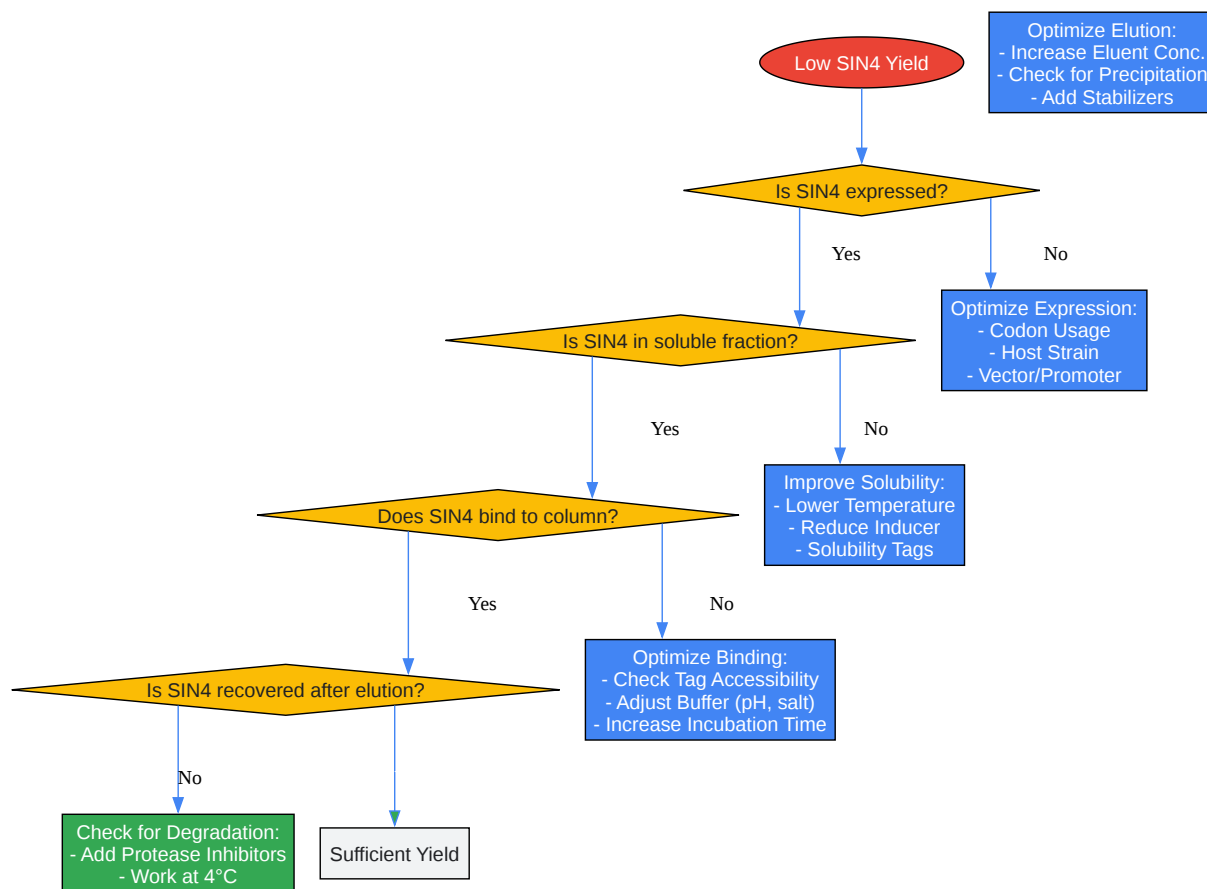 Low SIN4 Yield
Optimize Elution:
- Increase Eluent Conc.
- Check for Precipitation
- Add Stabilizers
Is SIN4 expressed?
Yes
No
Optimize Expression:
- Codon Usage
- Host Strain
- Vector/Promoter
Is SIN4 in soluble fraction?
Yes
No
Improve Solubility:
- Lower Temperature
- Reduce Inducer
- Solubility Tags
Does SIN4 bind to column?
Yes
No
Optimize Binding:
- Check Tag Accessibility
- Adjust Buffer (pH, salt)
- Increase Incubation Time
Is SIN4 recovered after elution?
No
Check for Degradation:
- Add Protease Inhibitors
- Work at 4°C
Sufficient Yield